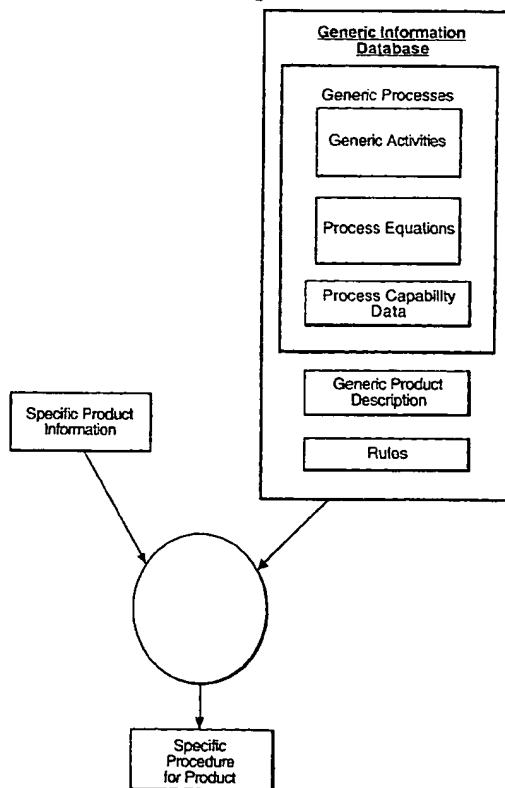 Generic Information
Database
Generic Processes
Generic Activities
Process Equations
Process Capability
Data
Generic Product
Description
Rules
Specific Product
Information
Specific
Procedure
for Product